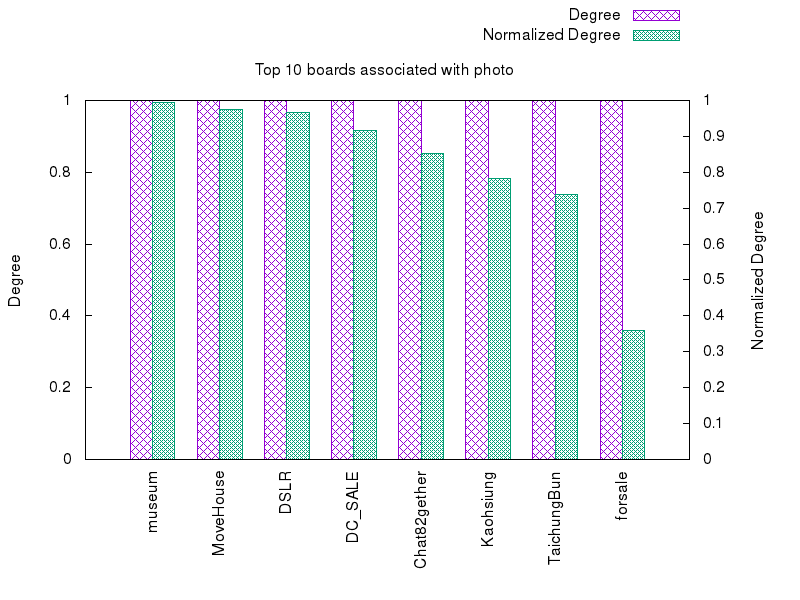 Degree
Normalized Degree
Top 10 boards associated with photo
1
0.8
0.6
0.4
0.2
0
Degree
1
0.9
0.8
0.7
0.6
0.5
0.4
0.3
0.2
0.1
0
Normalized Degree
museum
MoveHouse
DSLR
DC_SALE
Chat82gether
Kaohsiung
TaichungBun
forsale